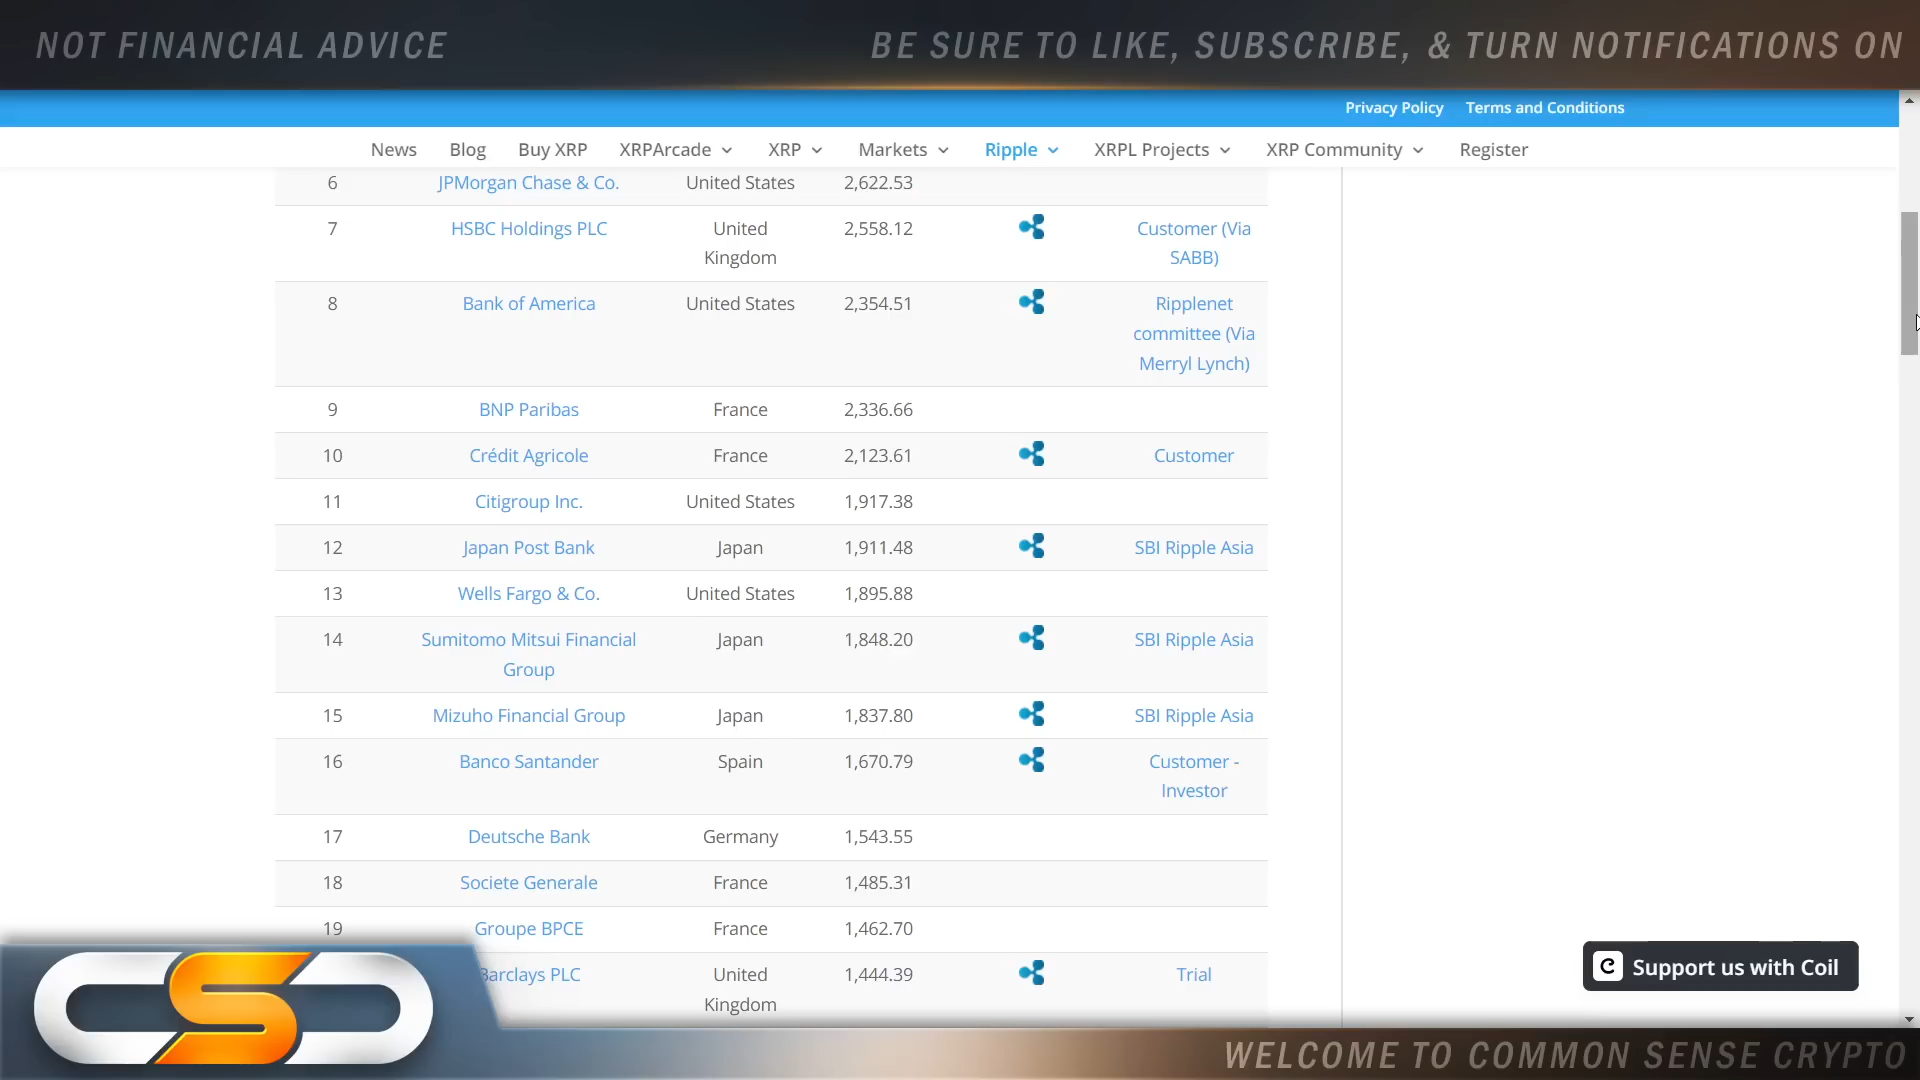 NOT FINANCIAL ADVICE
BE SURE TO LIKE, SUBSCRIBE, & TURN NOTIFICATIONS ON
Privacy Policy Terms and Conditions
News Blog Buy XRP XRPArcade XRP Markets Ripple XRPL Projects XRP Community Register
6 JPMorgan Chase & Co. United States 2,622.53
7 HSBC Holdings PLC United 2,558.12 Customer (Via
Kingdom SABB)
8 Bank of America United States 2,354.51 Ripplenet
committee (Via
Merryl Lynch)
9 BNP Paribas France 2,336.66
10 Crédit Agricole France 2,123.61 Customer
11 Citigroup Inc. United States 1,917.38
12 Japan Post Bank Japan 1,911.48 SBI Ripple Asia
13 Wells Fargo & Co. United States 1,895.88
14 Sumitomo Mitsui Financial Japan 1,848.20 SBI Ripple Asia
Group
15 Mizuho Financial Group Japan 1,837.80 SBI Ripple Asia
16 Banco Santander Spain 1,670.79 Customer -
Investor
17 Deutsche Bank Germany 1,543.55
18 Societe Generale France 1,485.31
19 Groupe BPCE France 1,462.70
Barclays PLC United 1,444.39 Trial
Kingdom
Support us with Coil
CSC
WELCOME TO COMMON SENSE CRYPTO